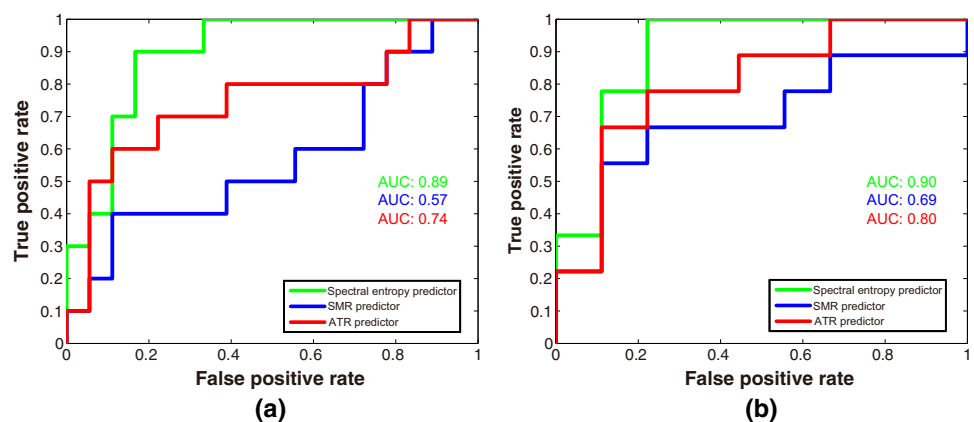 1
0.9
0.8
0.7
0.6
0.5
0.4
0.3
0.2
0.1
0
True positive rate
AUC: 0.89
AUC: 0.57
AUC: 0.74
Spectral entropy predictor
SMR predictor
ATR predictor
0 0.2 0.4 0.6 0.8 1
False positive rate
(a)
1
0.9
0.8
0.7
0.6
0.5
0.4
0.3
0.2
0.1
0
True positive rate
AUC: 0.90
AUC: 0.69
AUC: 0.80
Spectral entropy predictor
SMR predictor
ATR predictor
0 0.2 0.4 0.6 0.8 1
False positive rate
(b)